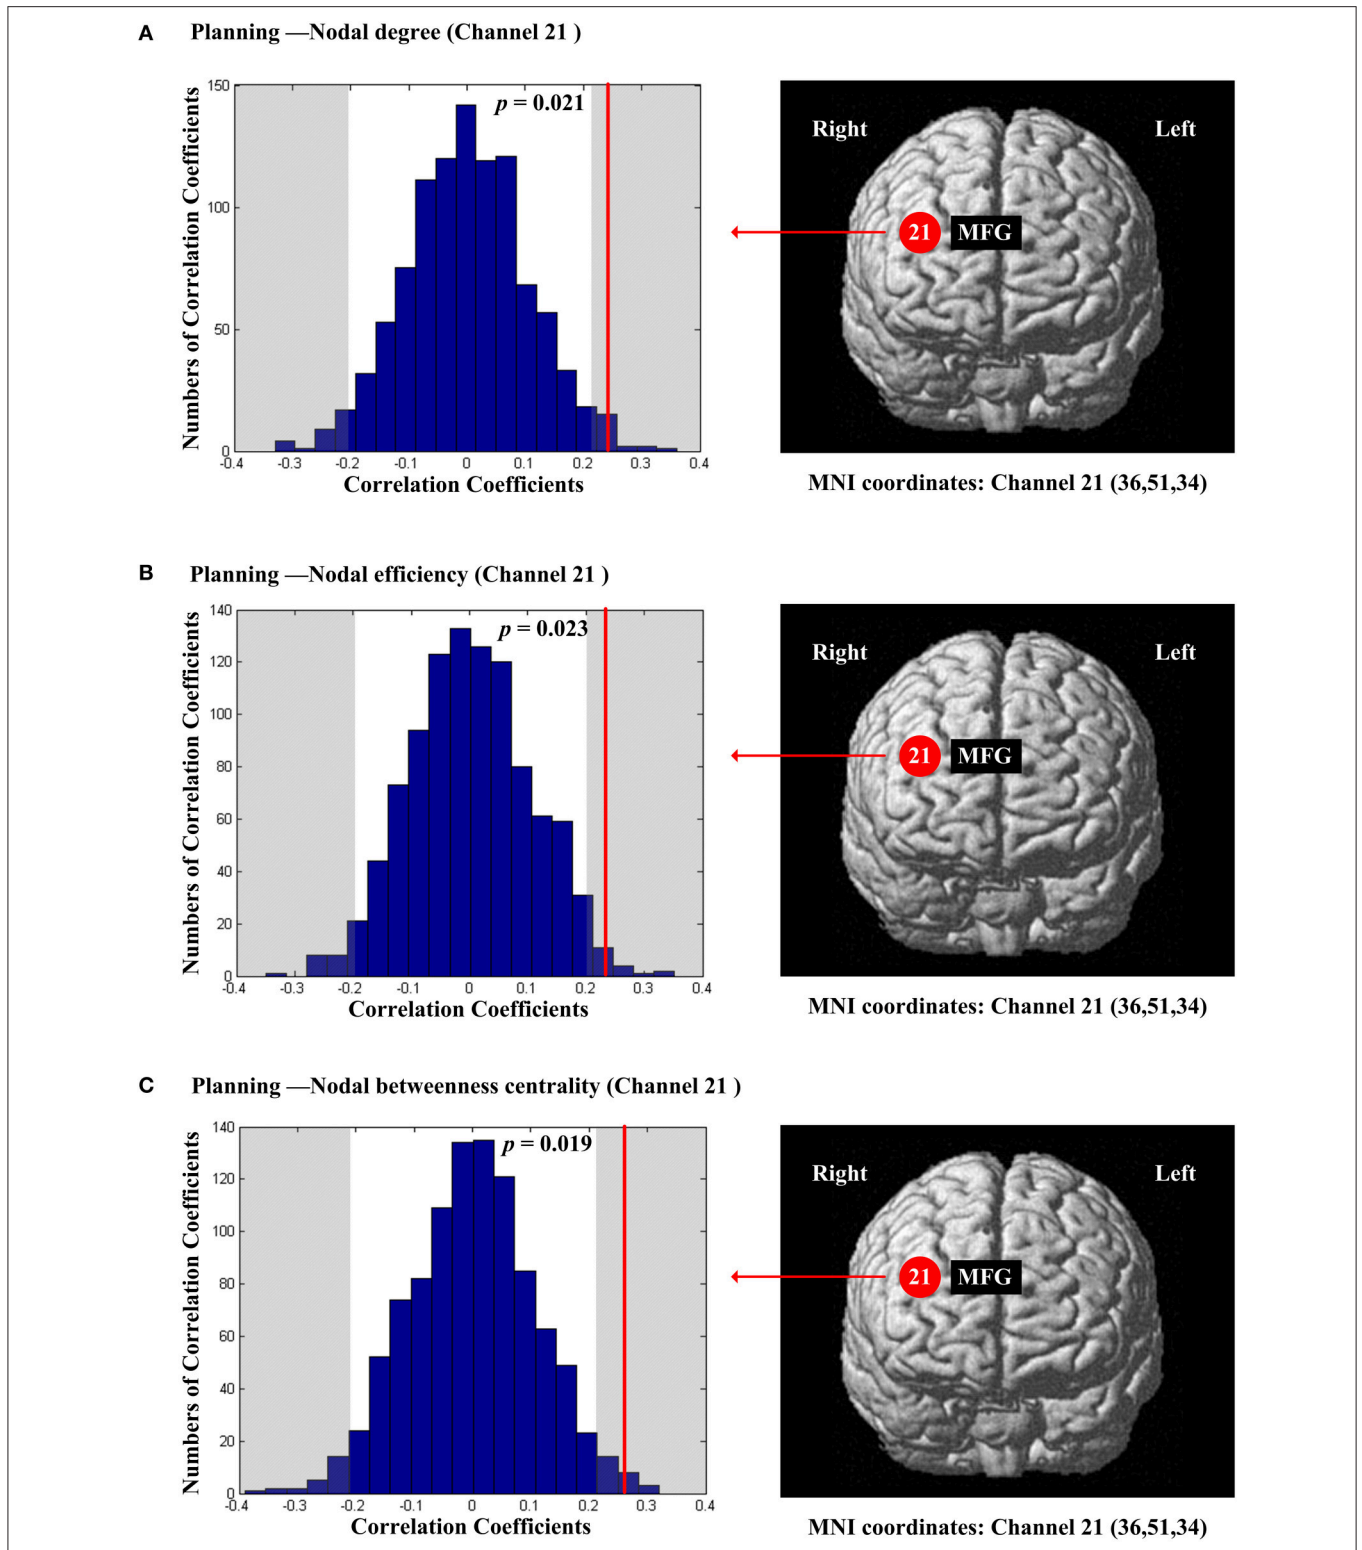 A Planning —Nodal degree (Channel 21 )
150
100
50
0
-0.4 -0.3 -0.2 -0.1 0 0.1 0.2 0.3 0.4
Numbers of Correlation Coefficients
p = 0.021
Correlation Coefficients
Right Left
21 MFG
MNI coordinates: Channel 21 (36,51,34)
B Planning —Nodal efficiency (Channel 21 )
140
120
100
80
60
40
20
0
-0.4 -0.3 -0.2 -0.1 0 0.1 0.2 0.3 0.4
Numbers of Correlation Coefficients
p = 0.023
Correlation Coefficients
Right Left
21 MFG
MNI coordinates: Channel 21 (36,51,34)
C Planning —Nodal betweenness centrality (Channel 21 )
140
120
100
80
60
40
20
0
-0.4 -0.3 -0.2 -0.1 0 0.1 0.2 0.3 0.4
Numbers of Correlation Coefficients
p = 0.019
Correlation Coefficients
Right Left
21 MFG
MNI coordinates: Channel 21 (36,51,34)